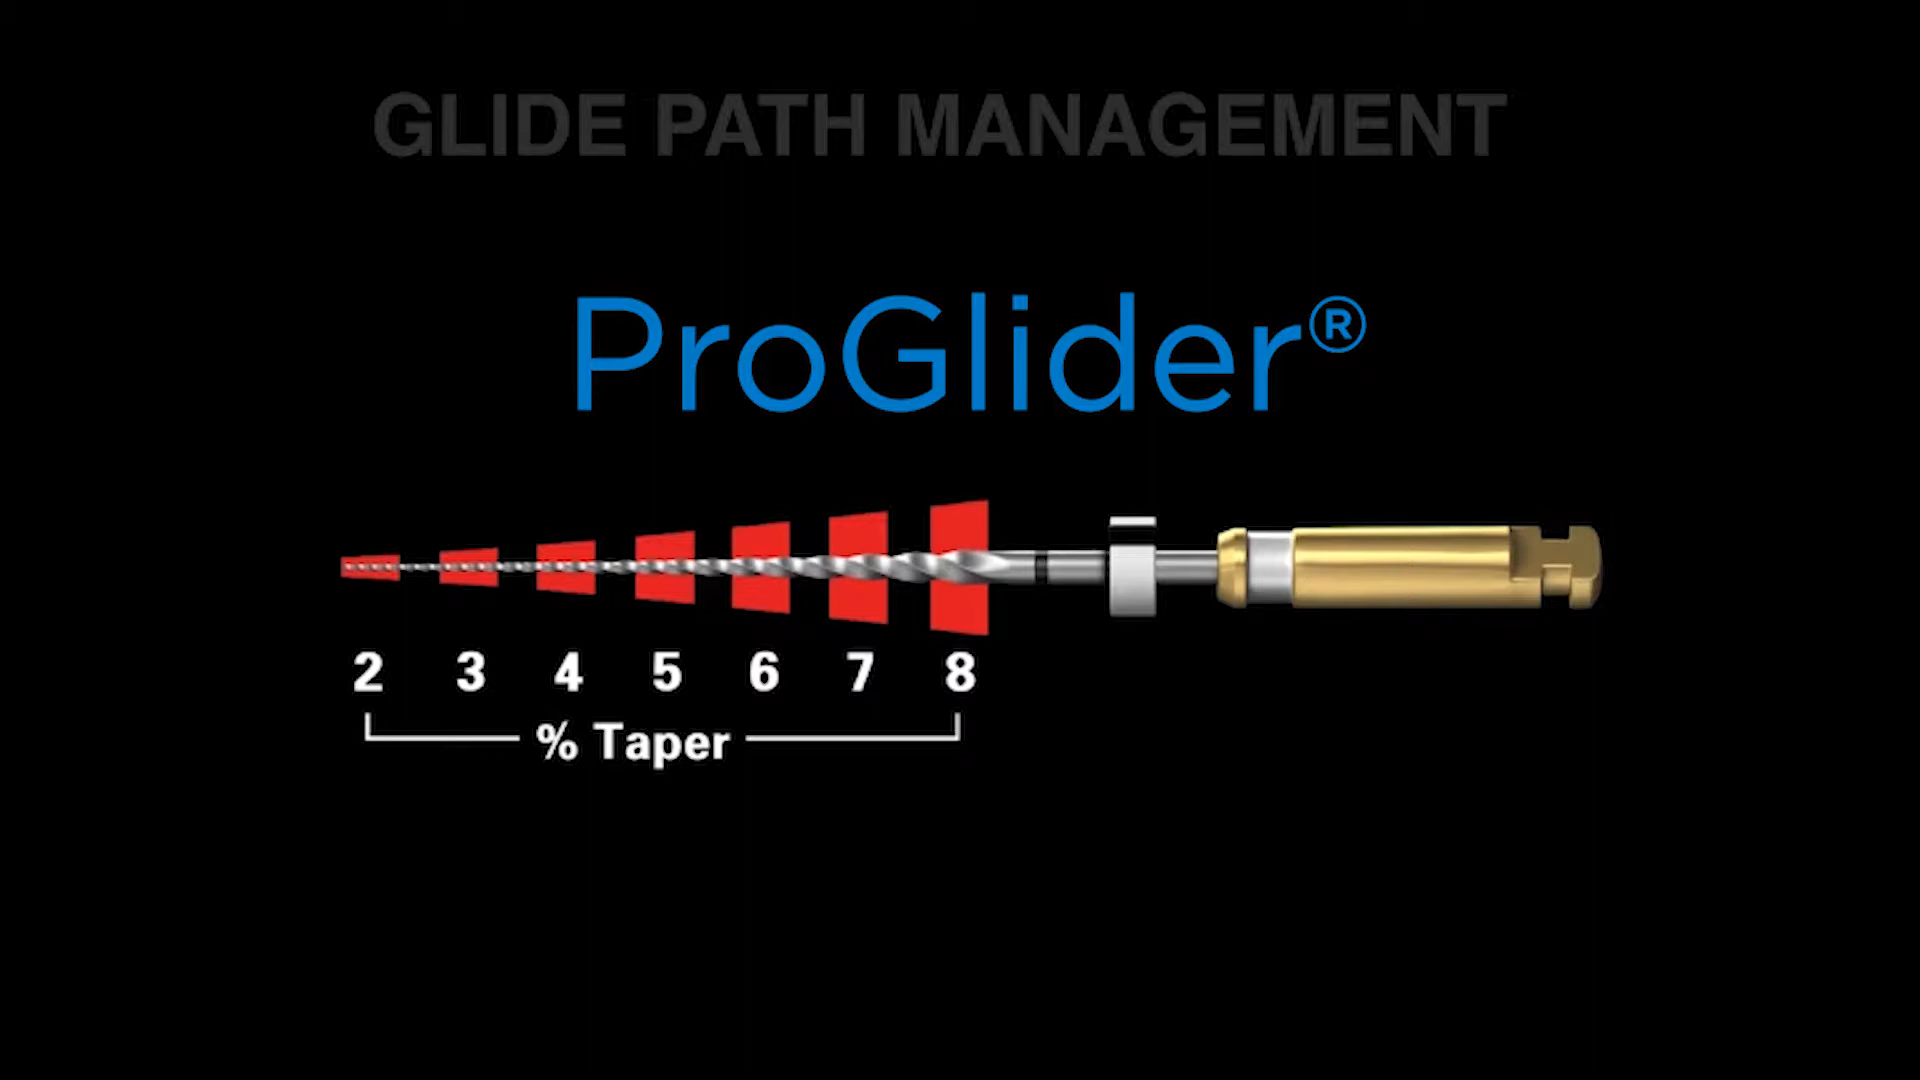 GLIDE PATH MANAGEMENT
ProGlider®
2 3 4 5 6 7 8
% Taper